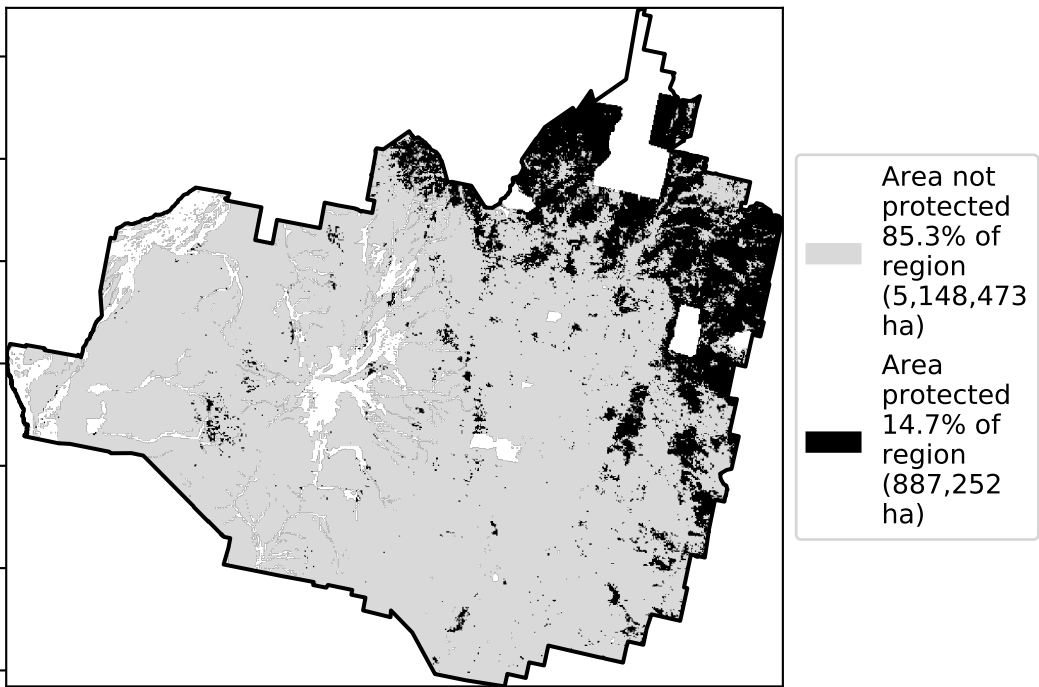 Area not
protected
85.3% of
region
(5,148,473
ha)
Area
protected
14.7% of
region
(887,252
ha)